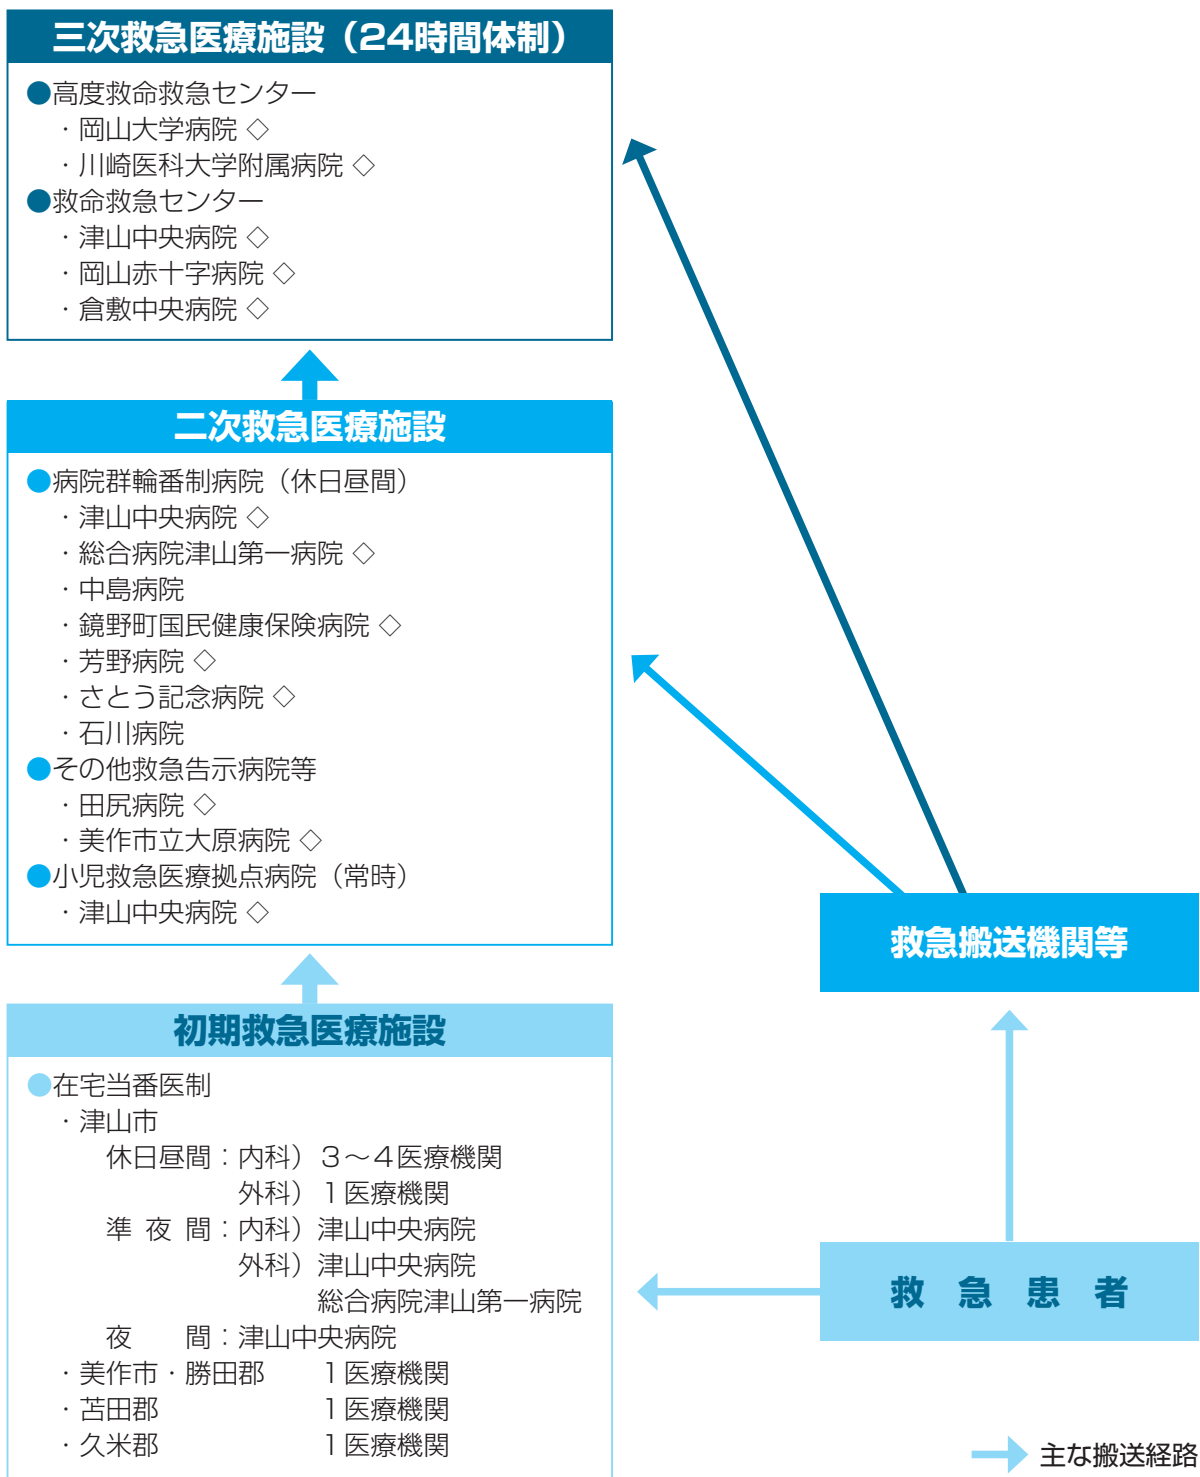 三次救急医療施設（24時間体制）
●高度救命救急センター
・岡山大学病院 ◇
・川崎医科大学附属病院 ◇
●救命救急センター
・津山中央病院 ◇
・岡山赤十字病院 ◇
・倉敷中央病院 ◇
二次救急医療施設
●病院群輪番制病院（休日昼間）
・津山中央病院 ◇
・総合病院津山第一病院 ◇
・中島病院
・鏡野町国民健康保険病院 ◇
・芳野病院 ◇
・さとう記念病院 ◇
・石川病院
●その他救急告示病院等
・田尻病院 ◇
・美作市立大原病院 ◇
●小児救急医療拠点病院（常時）
・津山中央病院 ◇
初期救急医療施設
●在宅当番医制
・津山市
休日昼間：内科）３～４医療機関
外科）１医療機関
準 夜 間：内科）津山中央病院
外科）津山中央病院
総合病院津山第一病院
夜　　間：津山中央病院
・美作市・勝田郡　　１医療機関
・苫田郡　　１医療機関
・久米郡　　１医療機関
救急搬送機関等
救 急 患 者
主な搬送経路